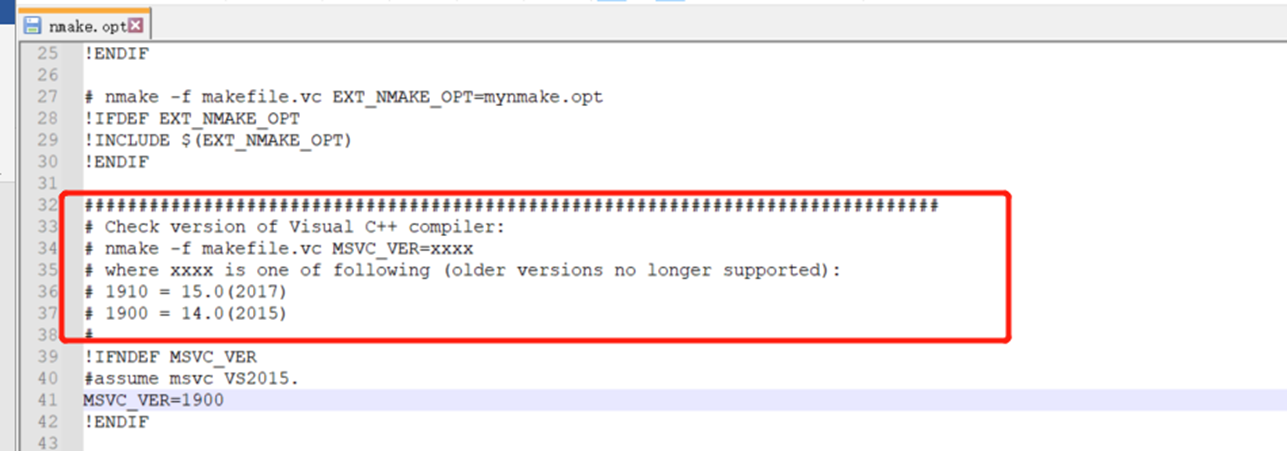 nmake.opt
25 !ENDIF
26
27 # nmake -f makefile.vc EXT_NMAKE_OPT=mynmake.opt
28 !IFDEF EXT_NMAKE_OPT
29 !INCLUDE $(EXT_NMAKE_OPT)
30 !ENDIF
31
32 ###############################################################################
33 # Check version of Visual C++ compiler:
34 # nmake -f makefile.vc MSVC_VER=xxxx
35 # where xxxx is one of following (older versions no longer supported):
36 # 1910 = 15.0(2017)
37 # 1900 = 14.0(2015)
38 #
39 !IFNDEF MSVC_VER
40 #assume msvc VS2015.
41 MSVC_VER=1900
42 !ENDIF
43